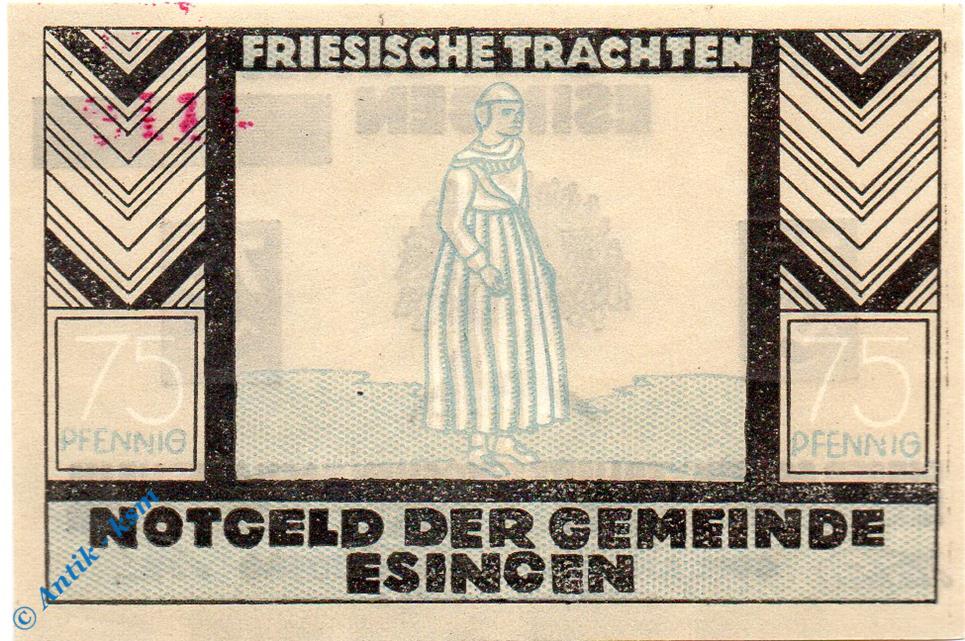 FRIESISCHE TRACHTEN
75
PFENNIG
75
PFENNIG
NOTGELD DER GEMEINDE
ESINGEN
© Antik - ksm